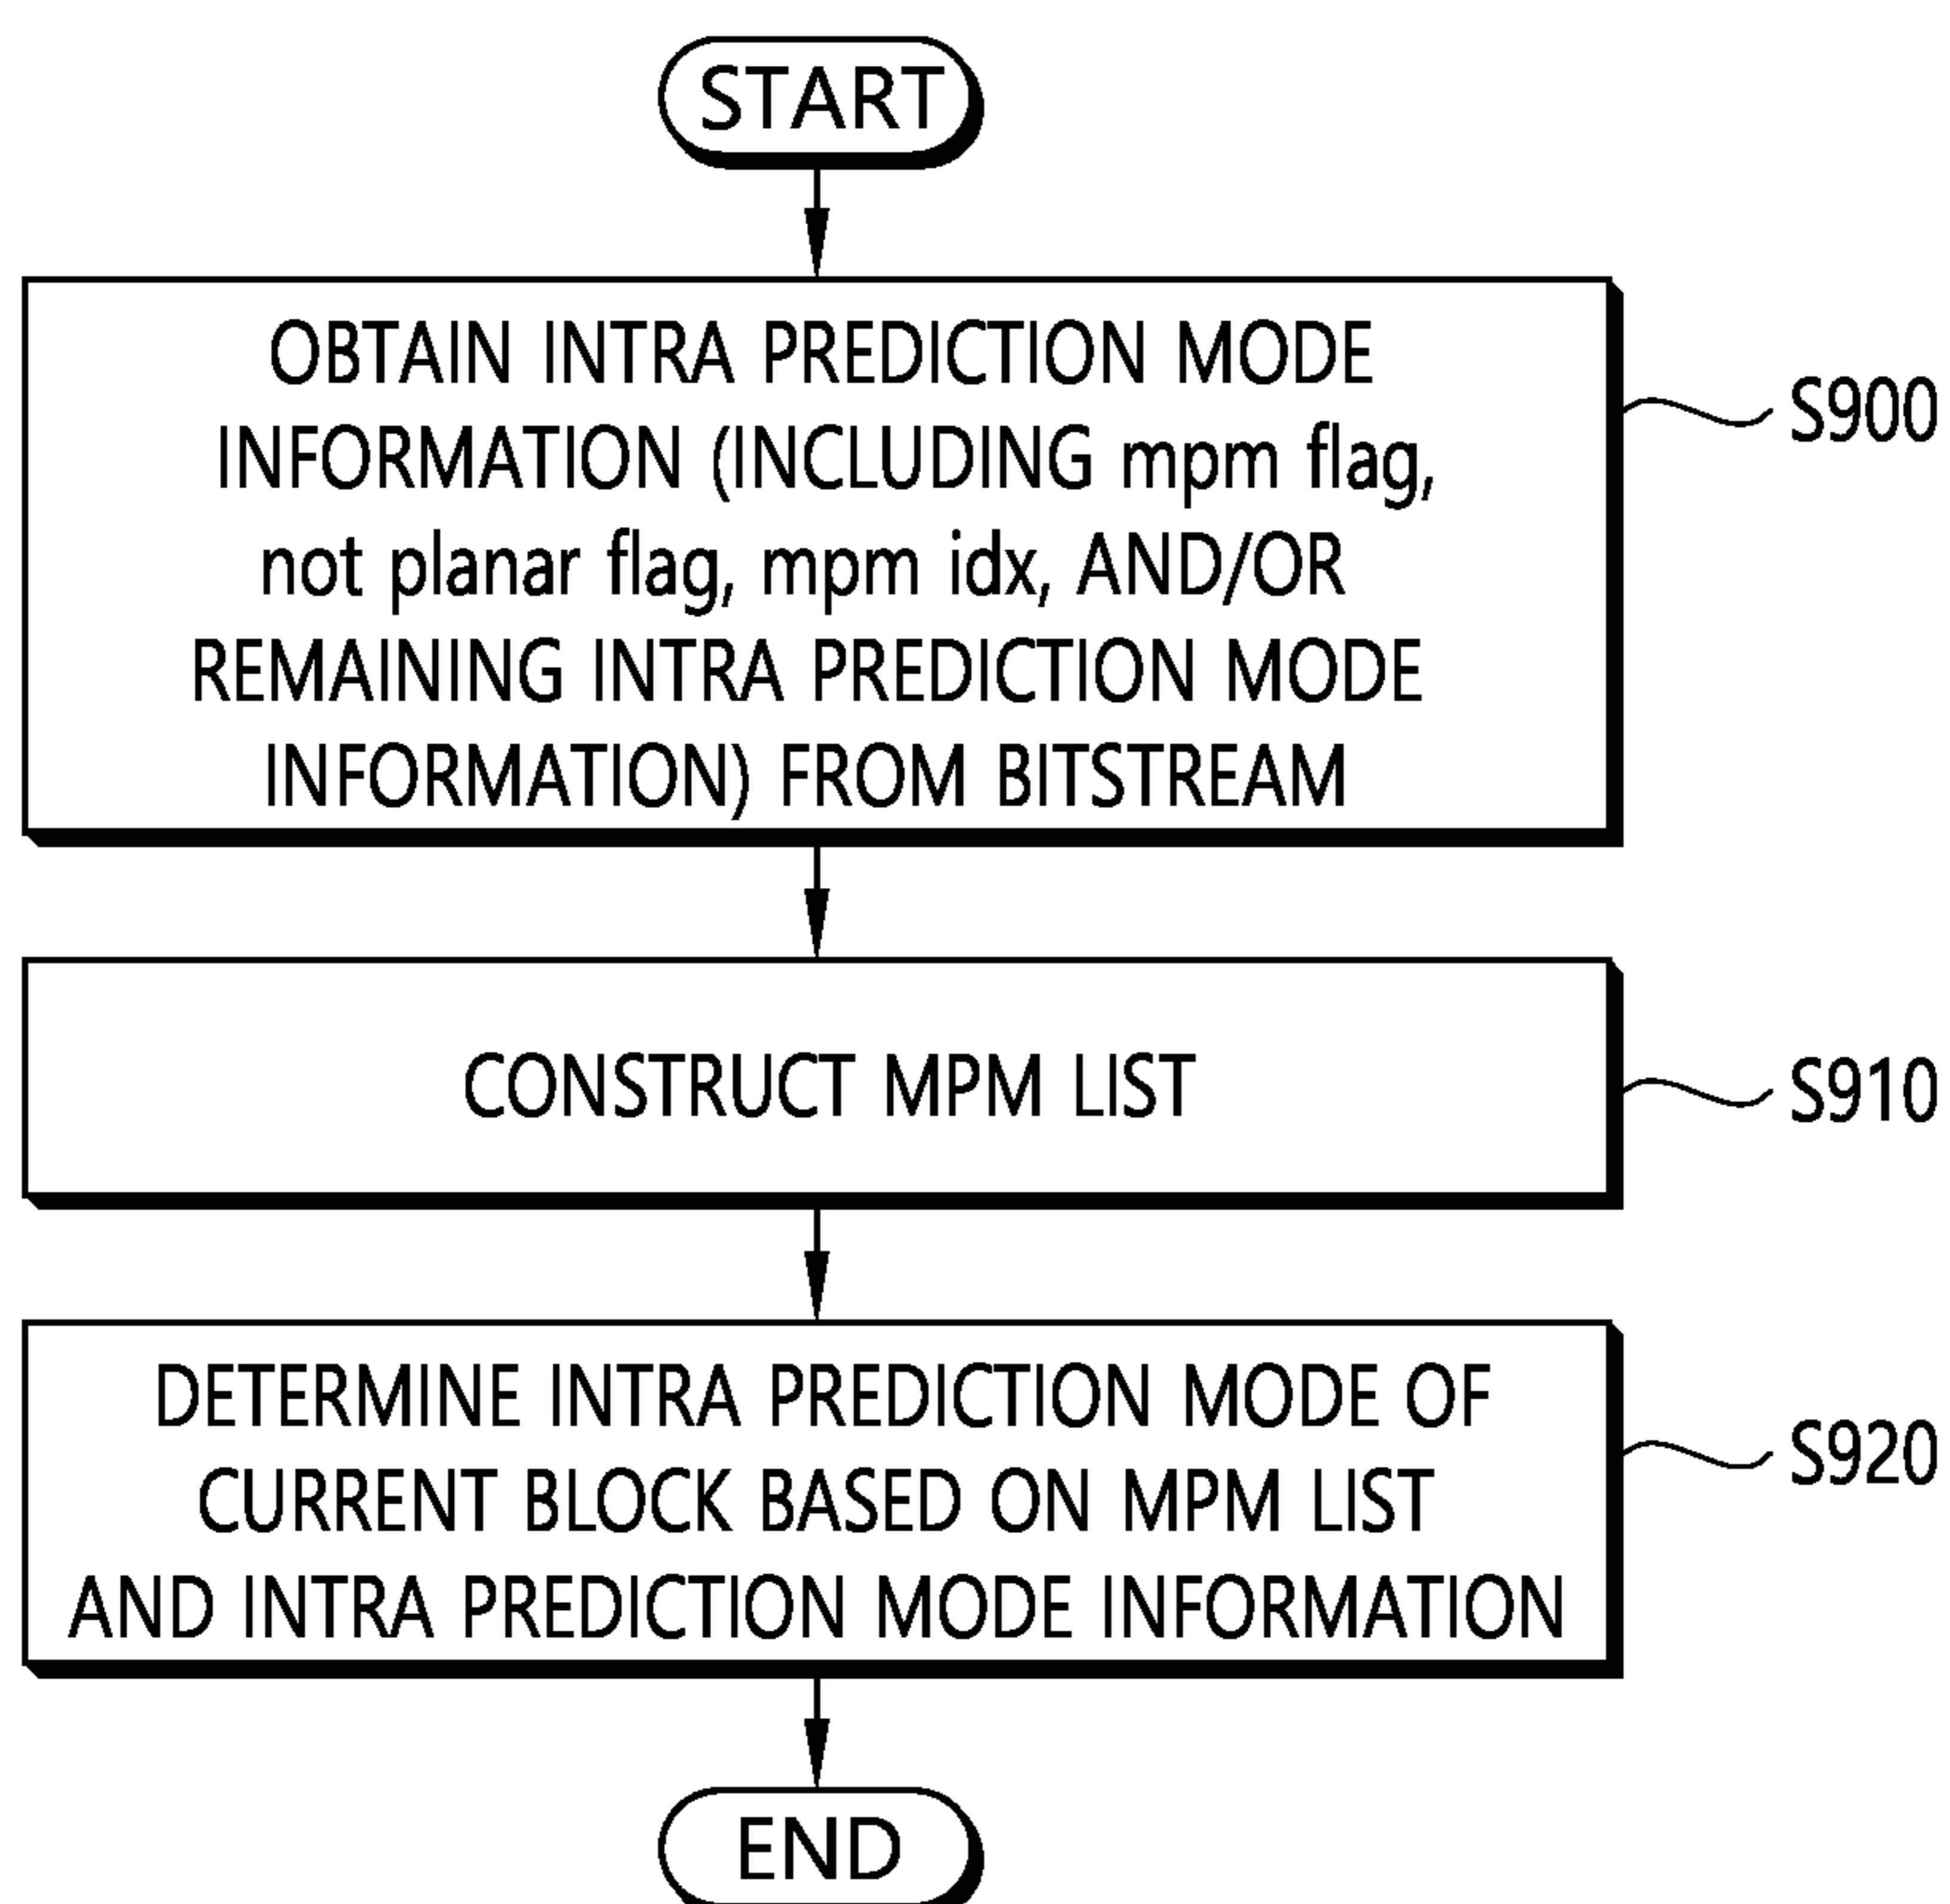 START
OBTAIN INTRA PREDICTION MODE
INFORMATION (INCLUDING mpm flag,
not planar flag, mpm idx, AND/OR
REMAINING INTRA PREDICTION MODE
INFORMATION) FROM BITSTREAM
S900
CONSTRUCT MPM LIST
S910
DETERMINE INTRA PREDICTION MODE OF
CURRENT BLOCK BASED ON MPM LIST
AND INTRA PREDICTION MODE INFORMATION
S920
END